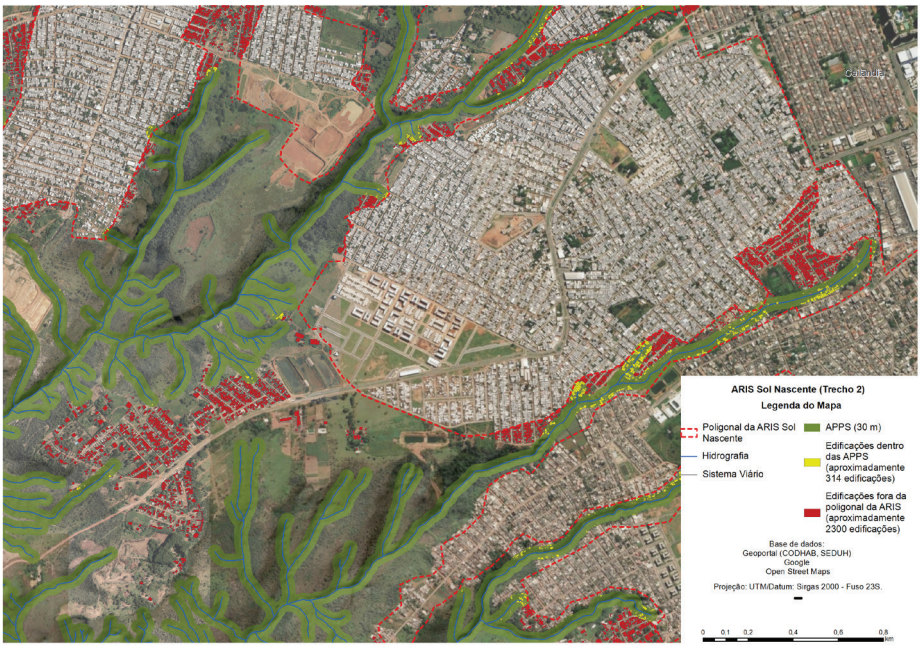 Ceilândia
ARIS Sol Nascente (Trecho 2)
Legenda do Mapa
Poligonal da ARIS Sol
Nascente
Hidrografia
Sistema Viário
APPS (30 m)
Edificações dentro
das APPS
(aproximadamente
314 edificações)
Edificações fora da
poligonal da ARIS
(aproximadamente
2300 edificações)
Base de dados:
Geoportal (CODHAB, SEDUH)
Google
Open Street Maps
Projeção: UTM/Datum: Sirgas 2000 - Fuso 23S.
0 0.1 0.2 0.4 0.6 0.8
km